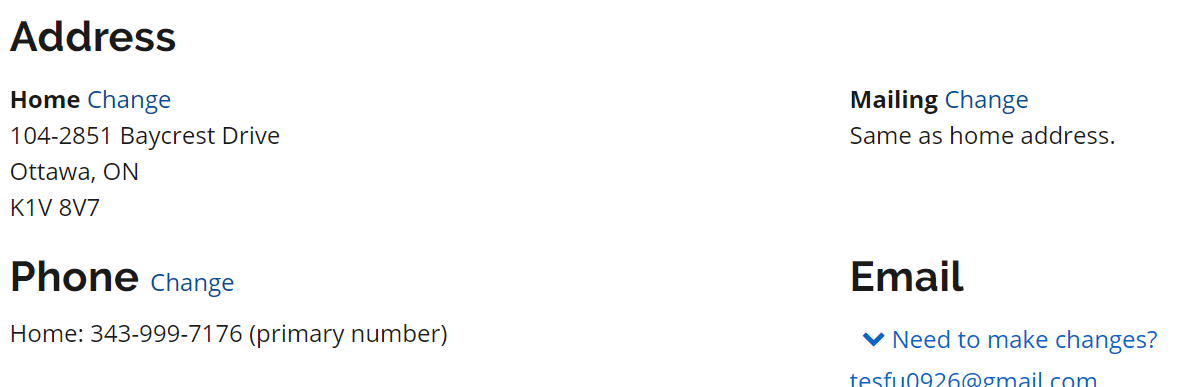 Address
Home Change
104-2851 Baycrest Drive
Ottawa, ON
K1V 8V7
Mailing Change
Same as home address.
Phone Change
Home: 343-999-7176 (primary number)
Email
Need to make changes?
tesfu0926@gmail.com